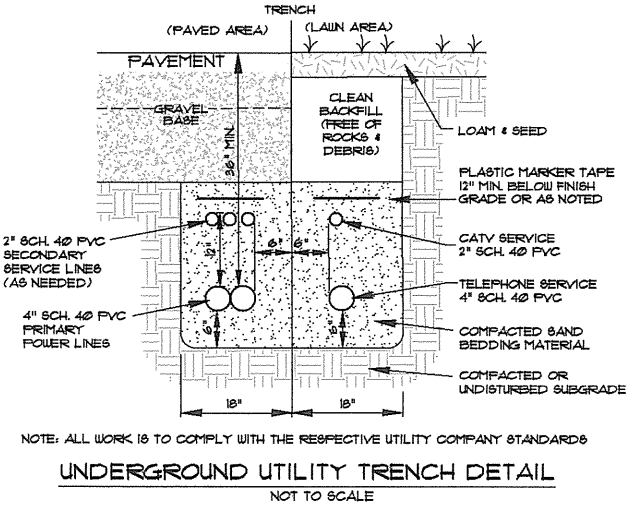 TRENCH
(PAVED AREA)
(LAWN AREA)
PAVEMENT
GRAVEL
BASE
36" MIN.
CLEAN
BACKFILL
(FREE OF
ROCKS &
DEBRIS)
LOAM & SEED
PLASTIC MARKER TAPE
12" MIN. BELOW FINISH
GRADE OR AS NOTED
2" SCH. 40 PVC
SECONDARY
SERVICE LINES
(AS NEEDED)
12"
6"
6"
CATV SERVICE
2" SCH. 40 PVC
TELEPHONE SERVICE
4" SCH. 40 PVC
4" SCH. 40 PVC
PRIMARY
POWER LINES
6"
6"
COMPACTED SAND
BEDDING MATERIAL
COMPACTED OR
UNDISTURBED SUBGRADE
18"
18"
NOTE: ALL WORK IS TO COMPLY WITH THE RESPECTIVE UTILITY COMPANY STANDARDS
UNDERGROUND UTILITY TRENCH DETAIL
NOT TO SCALE